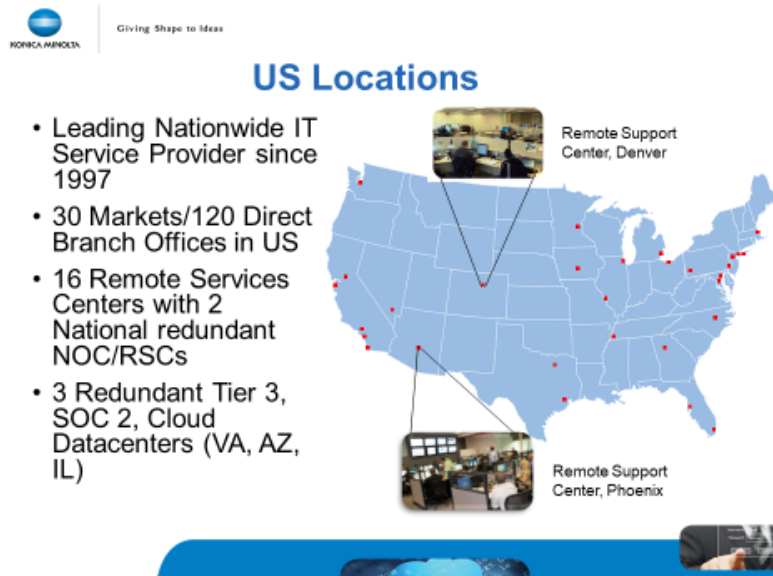 KONICA MINOLTA
Giving Shape to Ideas
US Locations
• Leading Nationwide IT
Service Provider since
1997
• 30 Markets/120 Direct
Branch Offices in US
• 16 Remote Services
Centers with 2
National redundant
NOC/RSCs
• 3 Redundant Tier 3,
SOC 2, Cloud
Datacenters (VA, AZ,
IL)
Remote Support
Center, Denver
Remote Support
Center, Phoenix